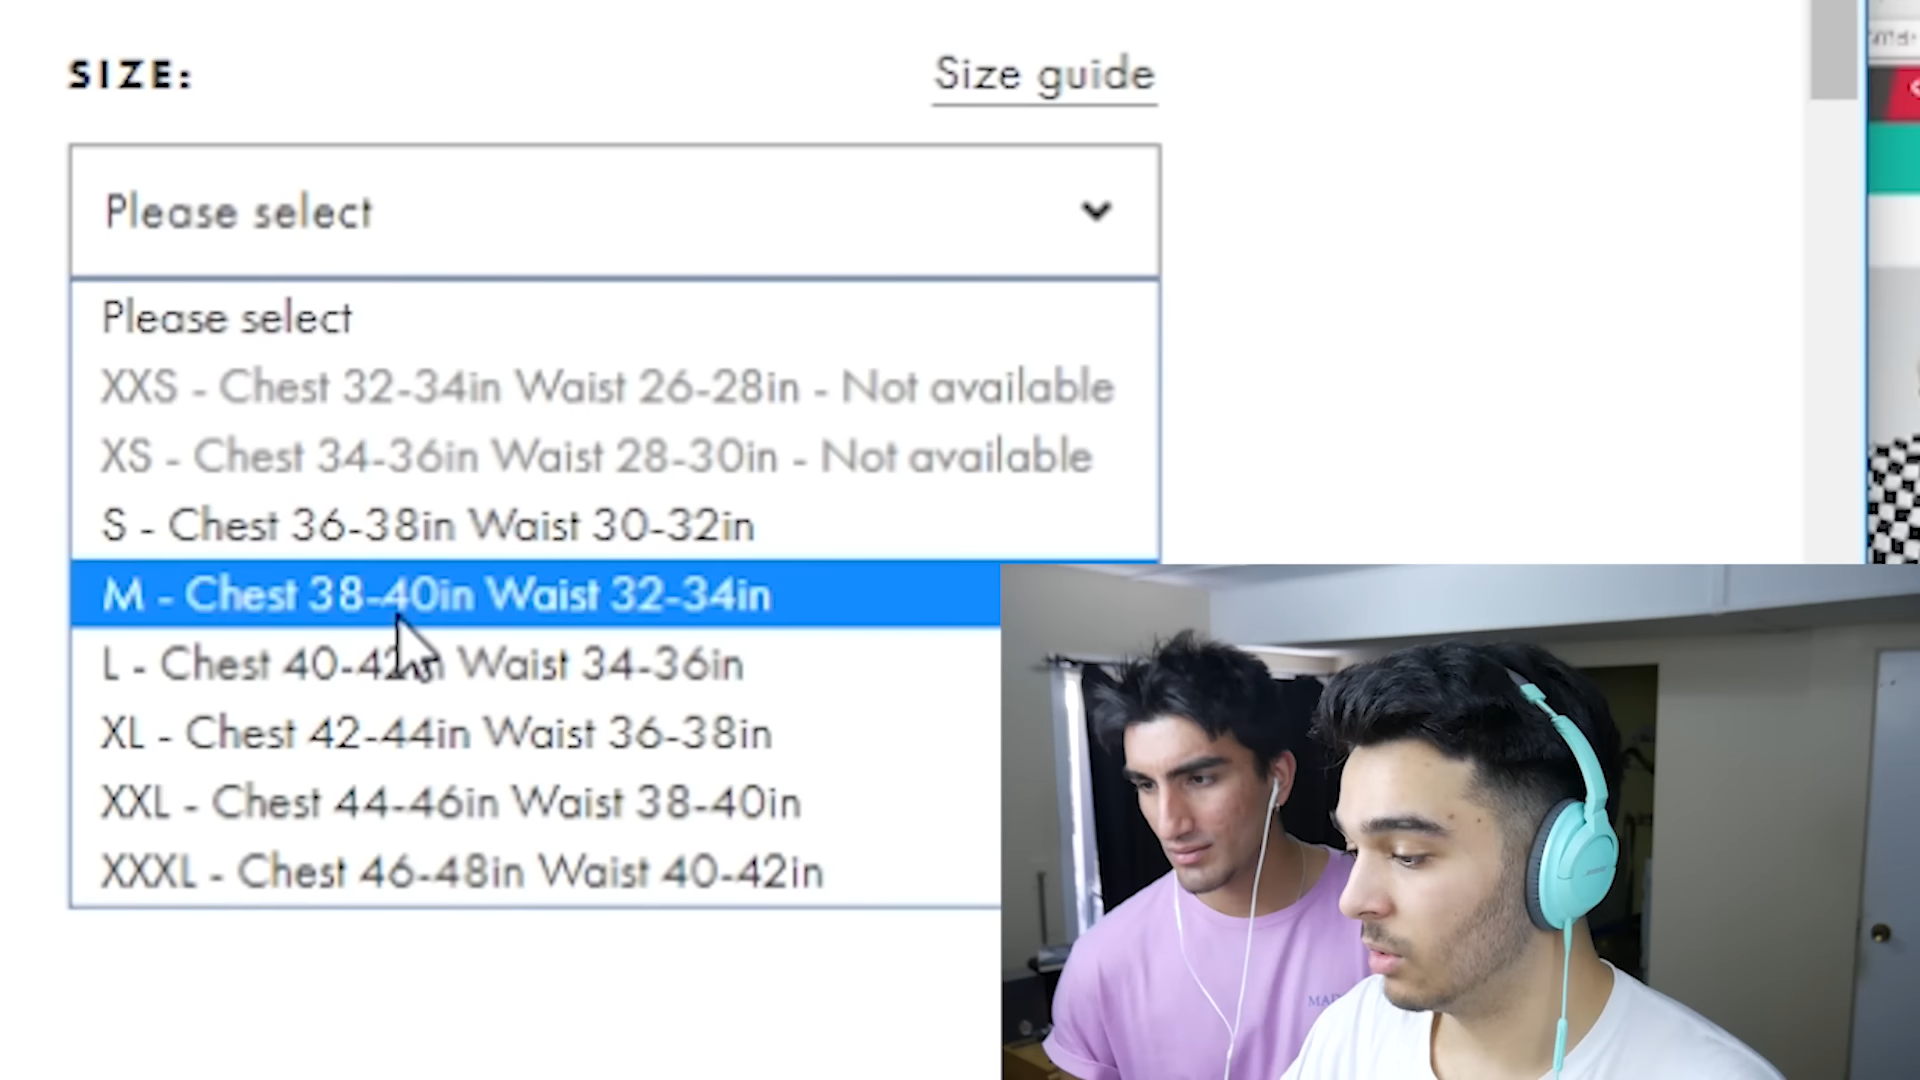 SIZE:
Size guide
Please select
Please select
XXS - Chest 32-34in Waist 26-28in - Not available
XS - Chest 34-36in Waist 28-30in - Not available
S - Chest 36-38in Waist 30-32in
M - Chest 38-40in Waist 32-34in
L - Chest 40-42in Waist 34-36in
XL - Chest 42-44in Waist 36-38in
XXL - Chest 44-46in Waist 38-40in
XXXL - Chest 46-48in Waist 40-42in